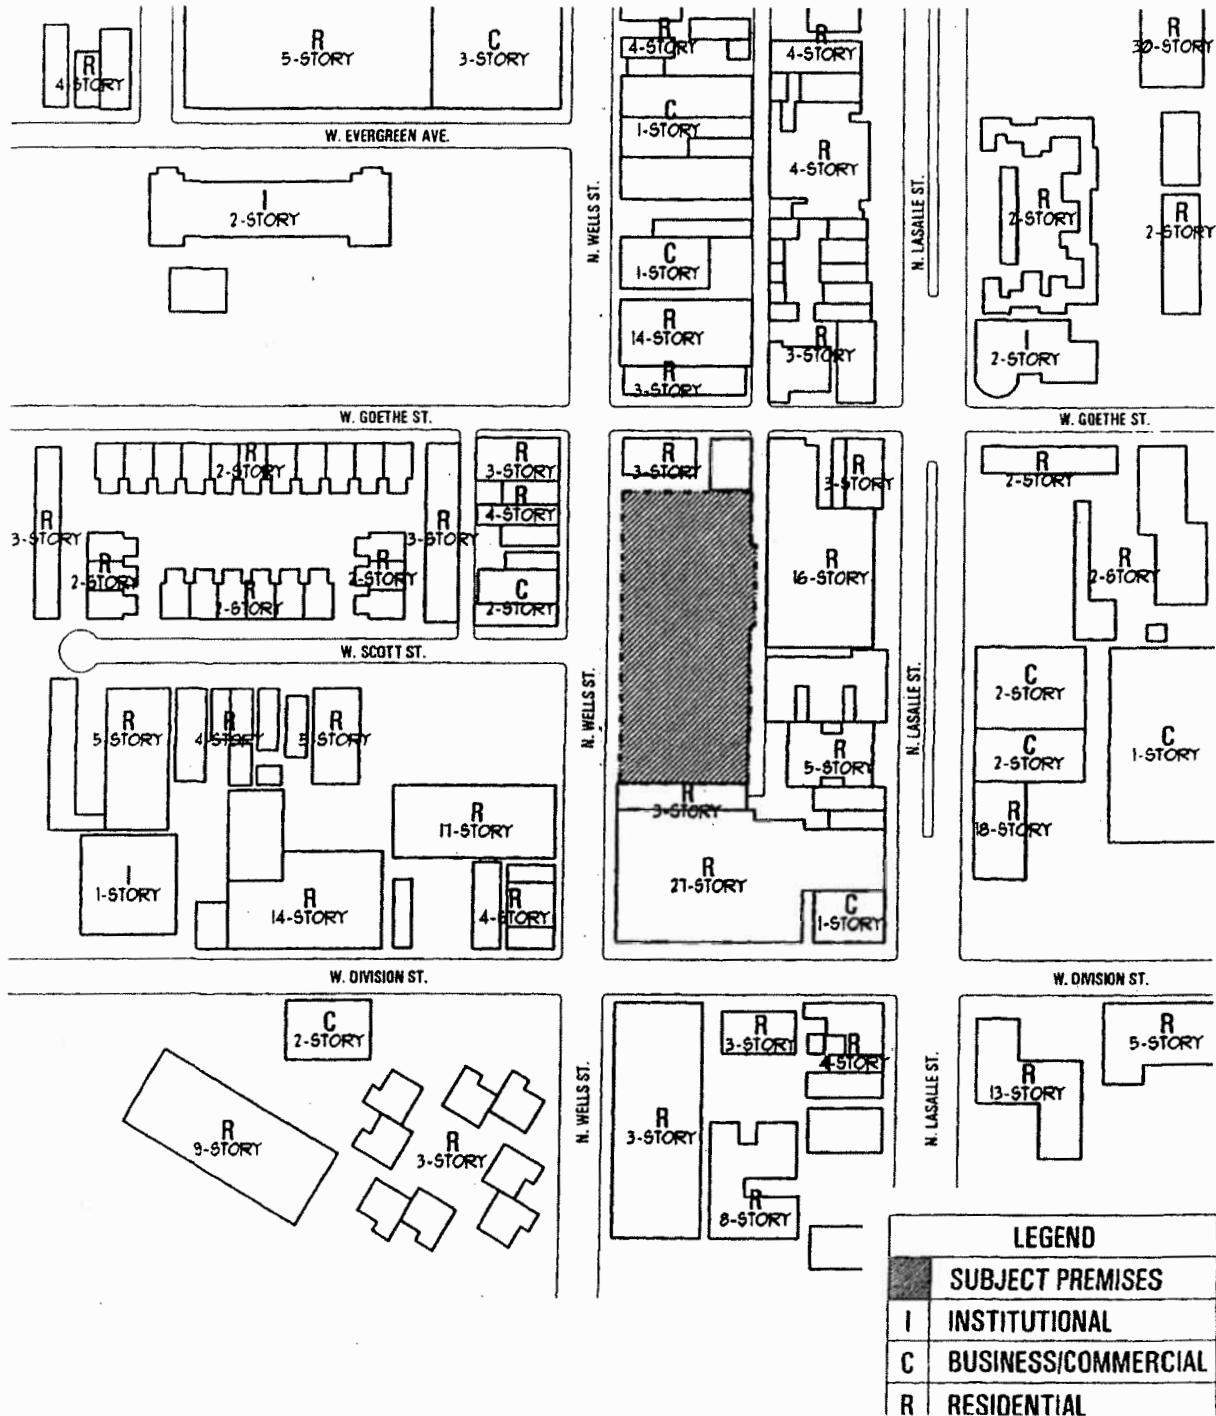 R
5-STORY
C
3-STORY
R
4-STORY
R
4-STORY
R
4-STORY
R
30-STORY
W. EVERGREEN AVE.
C
1-STORY
R
4-STORY
I
2-STORY
N. WELLS ST.
N. LASALLE ST.
R
2-STORY
R
2-STORY
C
1-STORY
R
14-STORY
R
3-STORY
R
3-STORY
I
2-STORY
W. GOETHE ST.
W. GOETHE ST.
R
2-STORY
R
3-STORY
R
3-STORY
R
3-STORY
R
2-STORY
R
4-STORY
R
3-STORY
R
3-STORY
R
2-STORY
R
2-STORY
R
2-STORY
C
2-STORY
R
16-STORY
R
2-STORY
W. SCOTT ST.
N. WELLS ST.
N. LASALLE ST.
C
2-STORY
R
5-STORY
R
4-STORY
R
-STORY
R
5-STORY
C
2-STORY
C
1-STORY
R
3-STORY
R
17-STORY
R
18-STORY
I
1-STORY
R
14-STORY
R
4-STORY
R
27-STORY
C
1-STORY
W. DIVISION ST.
W. DIVISION ST.
C
2-STORY
R
3-STORY
R
4-STORY
R
5-STORY
N. WELLS ST.
N. LASALLE ST.
R
13-STORY
R
9-STORY
R
3-STORY
R
3-STORY
R
8-STORY
LEGEND
SUBJECT PREMISES
I INSTITUTIONAL
C BUSINESS/COMMERCIAL
R RESIDENTIAL